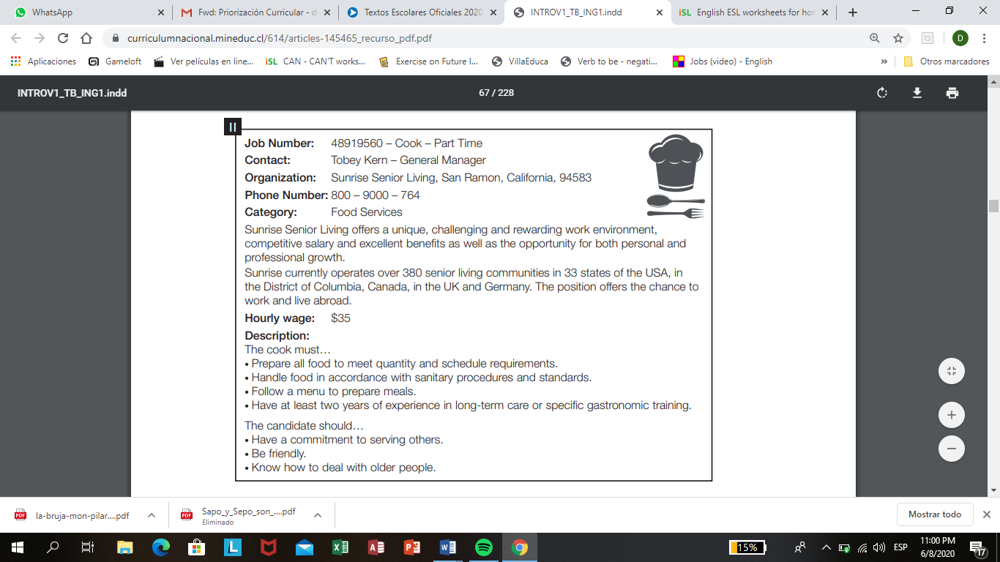 WhatsApp
Fwd: Priorización Curricular - d
Textos Escolares Oficiales 2020
INTROV1_TB_ING1.indd
iSL English ESL worksheets for hor
curriculumnacional.mineduc.cl/614/articles-145465_recurso_pdf.pdf
D
Aplicaciones
Gameloft
Ver películas en line...
iSL CAN - CAN'T works...
Exercise on Future I...
VillaEduca
Verb to be - negati...
Jobs (video) - English
»
Otros marcadores
INTROV1_TB_ING1.indd
67 / 228
II
Job Number: 48919560 – Cook – Part Time
Contact: Tobey Kern – General Manager
Organization: Sunrise Senior Living, San Ramon, California, 94583
Phone Number: 800 – 9000 – 764
Category: Food Services
Sunrise Senior Living offers a unique, challenging and rewarding work environment,
competitive salary and excellent benefits as well as the opportunity for both personal and
professional growth.
Sunrise currently operates over 380 senior living communities in 33 states of the USA, in
the District of Columbia, Canada, in the UK and Germany. The position offers the chance to
work and live abroad.
Hourly wage: $35
Description:
The cook must…
• Prepare all food to meet quantity and schedule requirements.
• Handle food in accordance with sanitary procedures and standards.
• Follow a menu to prepare meals.
• Have at least two years of experience in long-term care or specific gastronomic training.
The candidate should…
• Have a commitment to serving others.
• Be friendly.
• Know how to deal with older people.
la-bruja-mon-pilar....pdf
Sapo_y_Sepo_son_....pdf
Eliminado
Mostrar todo
15%
ESP
11:00 PM
6/8/2020
17